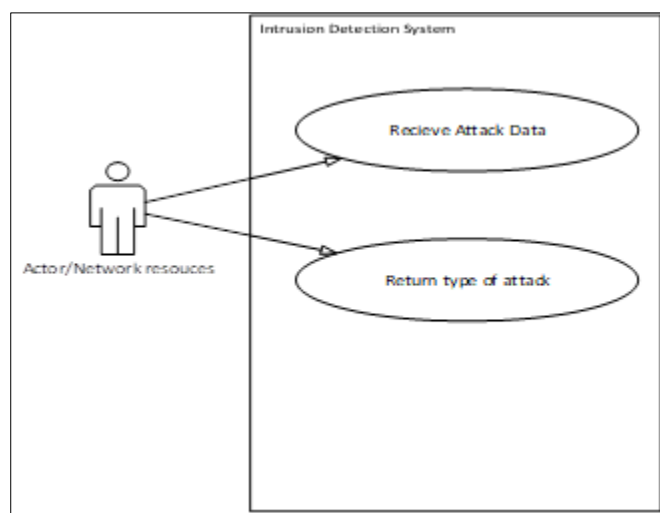 Intrusion Detection System
Recieve Attack Data
Actor/Network resouces
Return type of attack